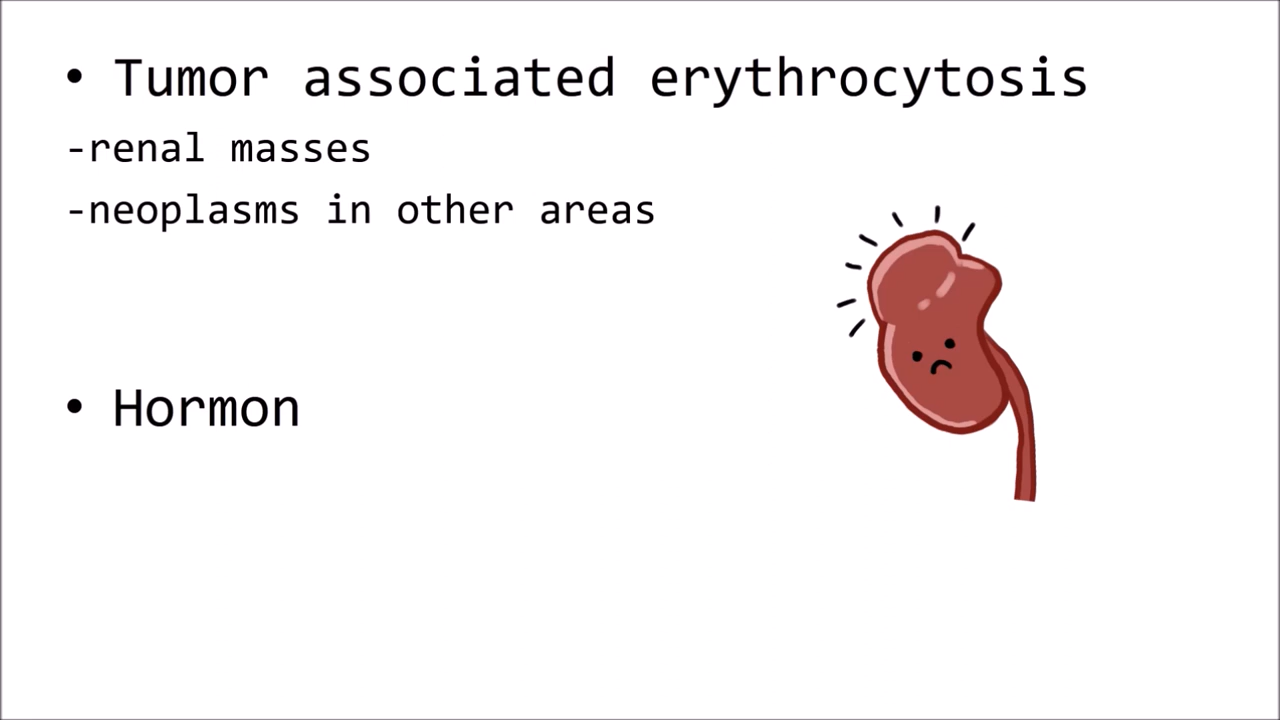 • Tumor associated erythrocytosis
-renal masses
-neoplasms in other areas
• Hormon